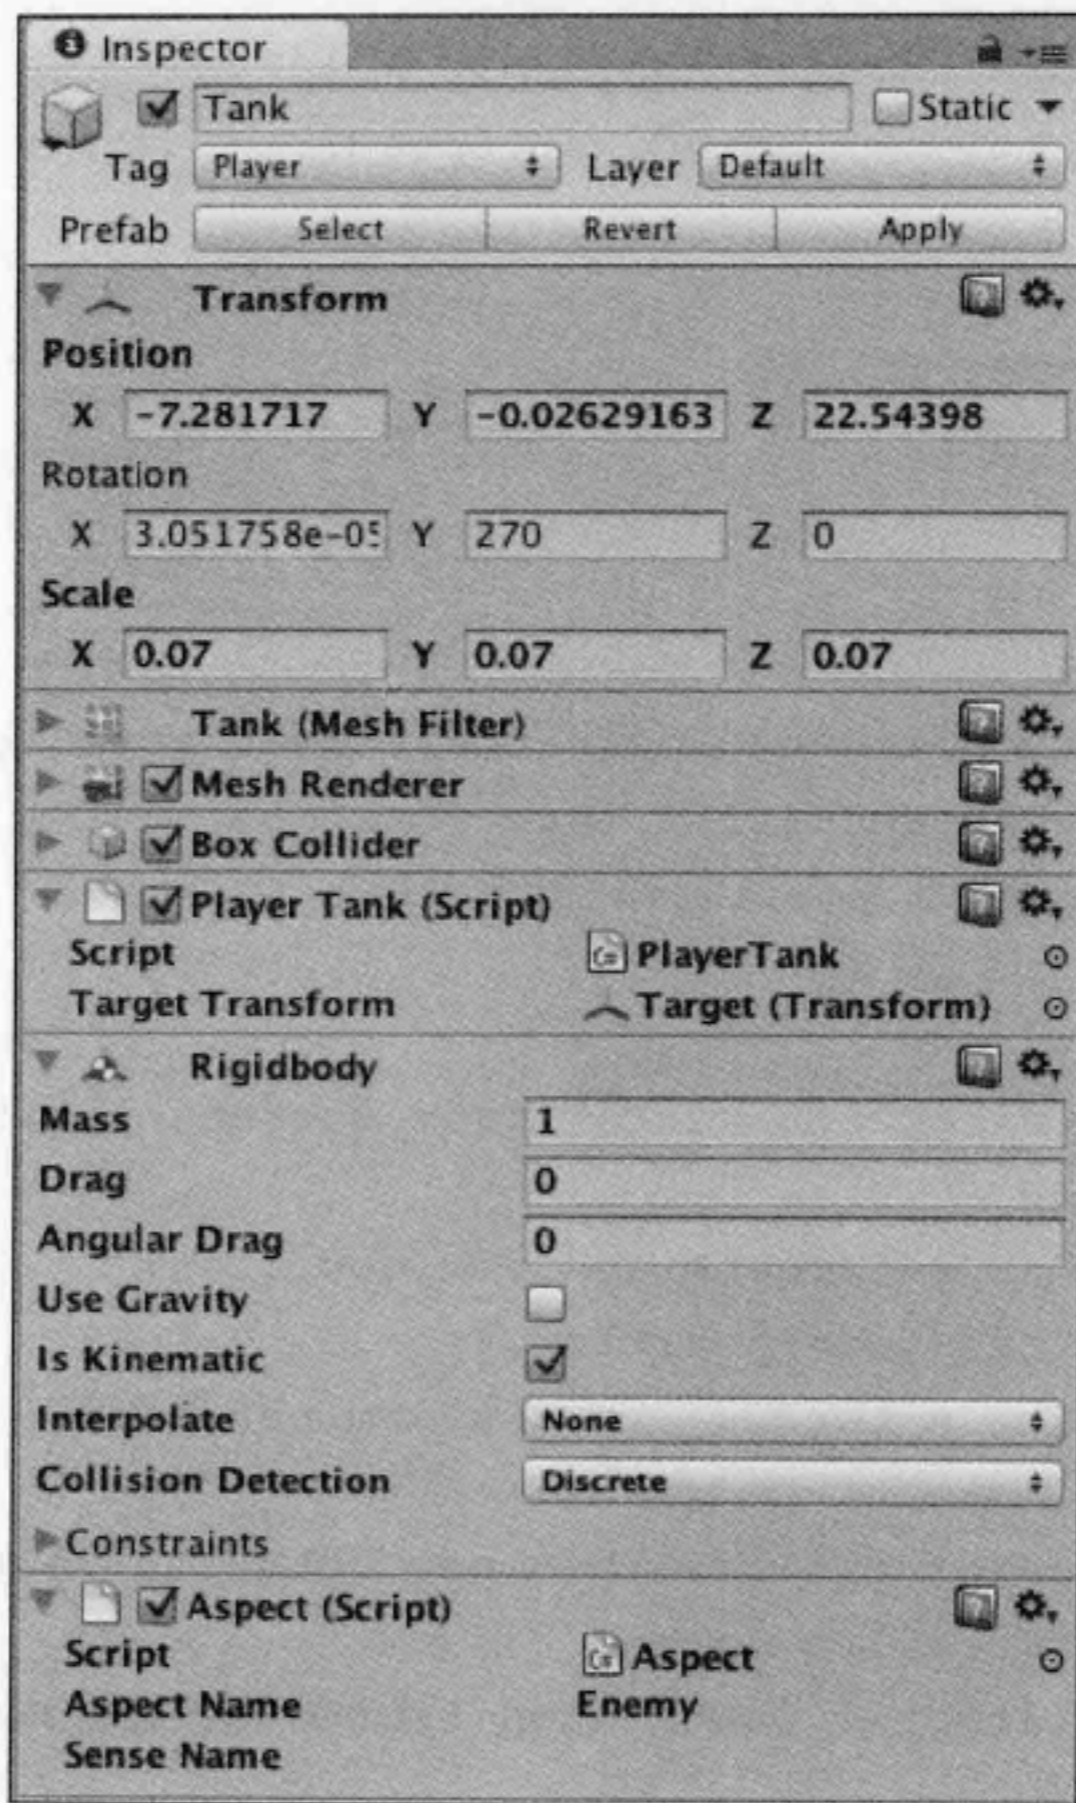 Inspector
Tank Static
Tag Player Layer Default
Prefab Select Revert Apply
Transform
Position
X -7.281717 Y -0.02629163 Z 22.54398
Rotation
X 3.051758e-05 Y 270 Z 0
Scale
X 0.07 Y 0.07 Z 0.07
Tank (Mesh Filter)
Mesh Renderer
Box Collider
Player Tank (Script)
Script C# PlayerTank
Target Transform Target (Transform)
Rigidbody
Mass 1
Drag 0
Angular Drag 0
Use Gravity
Is Kinematic
Interpolate None
Collision Detection Discrete
Constraints
Aspect (Script)
Script C# Aspect
Aspect Name Enemy
Sense Name